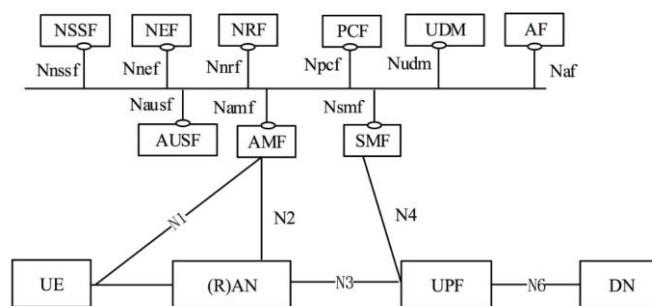 NSSF NEF NRF PCF UDM AF
Nnssf Nnef Nnrf Npcf Nudm Naf
Nausf Namf Nsmf
AUSF AMF SMF
N1 N2 N4
UE (R)AN N3 UPF N6 DN